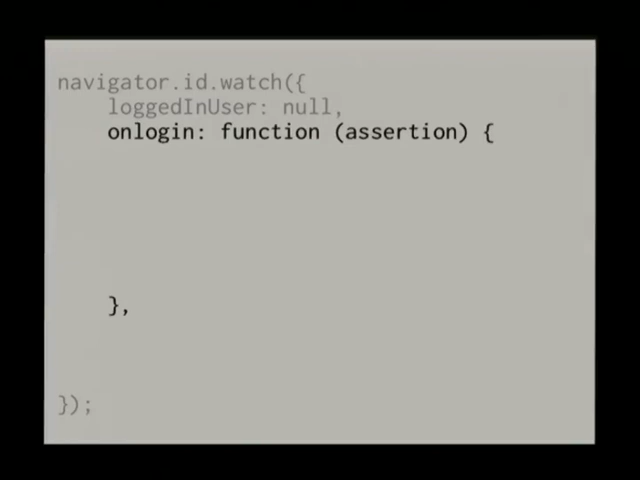 navigator.id.watch({
    loggedInUser: null,
    onlogin: function (assertion) {
    },
});